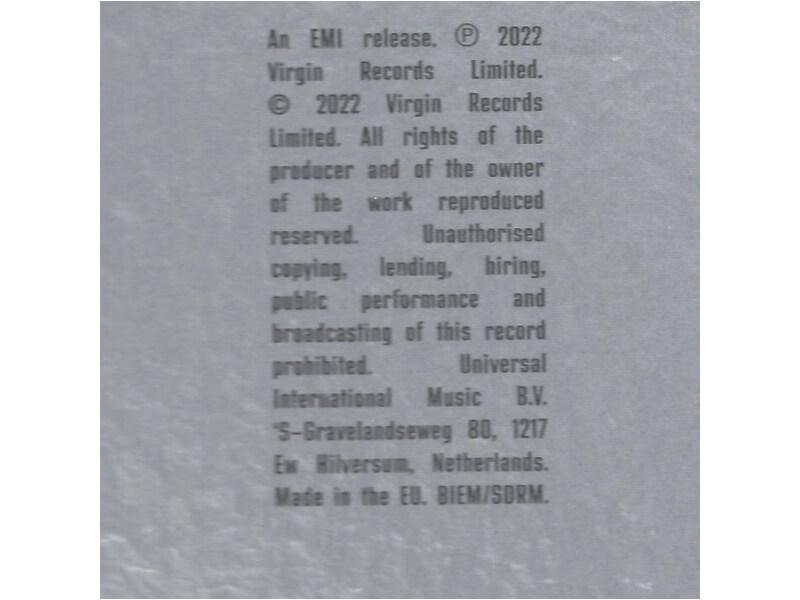 An EMI release. ℗ 2022
Virgin Records Limited.
© 2022 Virgin Records
Limited. All rights of the
producer and of the owner
of the work reproduced
reserved. Unauthorised
copying, lending, hiring,
public performance and
broadcasting of this record
prohibited. Universal
International Music B.V.
'S-Gravelandseweg 80, 1217
Ew Hilversum, Netherlands.
Made in the EU. BIEM/SDRM.